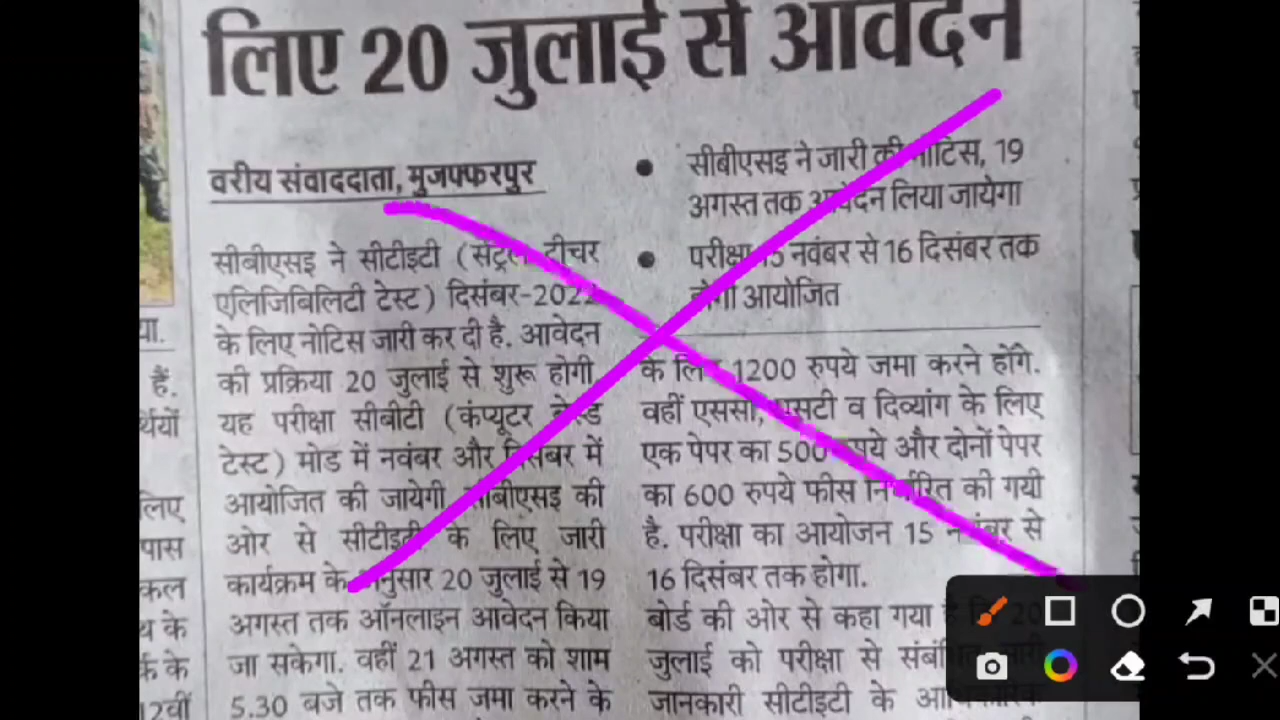 लिए 20 जुलाई से आवेदन
वरीय संवाददाता, मुजफ्फरपुर
सीबीएसइ ने सीटीइटी (सेंट्रल टीचर
एलिजिबिलिटी टेस्ट) दिसंबर-2022
के लिए नोटिस जारी कर दी है. आवेदन
की प्रक्रिया 20 जुलाई से शुरू होगी
यह परीक्षा सीबीटी (कंप्यूटर बेस्ड
टेस्ट) मोड में नवंबर और दिसंबर में
आयोजित की जायेगी सीबीएसइ की
ओर से सीटीइटी के लिए जारी
कार्यक्रम के अनुसार 20 जुलाई से 19
अगस्त तक ऑनलाइन आवेदन किया
जा सकेगा. वहीं 21 अगस्त को शाम
5.30 बजे तक फीस जमा करने के
• सीबीएसइ ने जारी की नोटिस, 19
अगस्त तक आवेदन लिया जायेगा
• परीक्षा 15 नवंबर से 16 दिसंबर तक
होगी आयोजित
के लिए 1200 रुपये जमा करने होंगे.
वहीं एससी, एसटी व दिव्यांग के लिए
एक पेपर का 500 रुपये और दोनों पेपर
का 600 रुपये फीस निर्धारित की गयी
है. परीक्षा का आयोजन 15 नवंबर से
16 दिसंबर तक होगा.
बोर्ड की ओर से कहा गया है कि 20
जुलाई को परीक्षा से संबंधित सारी
जानकारी सीटीइटी के आधिकारिक
या.
हैं.
र्थियों
लिए
पास
कल
थ के
र्क के
12वीं